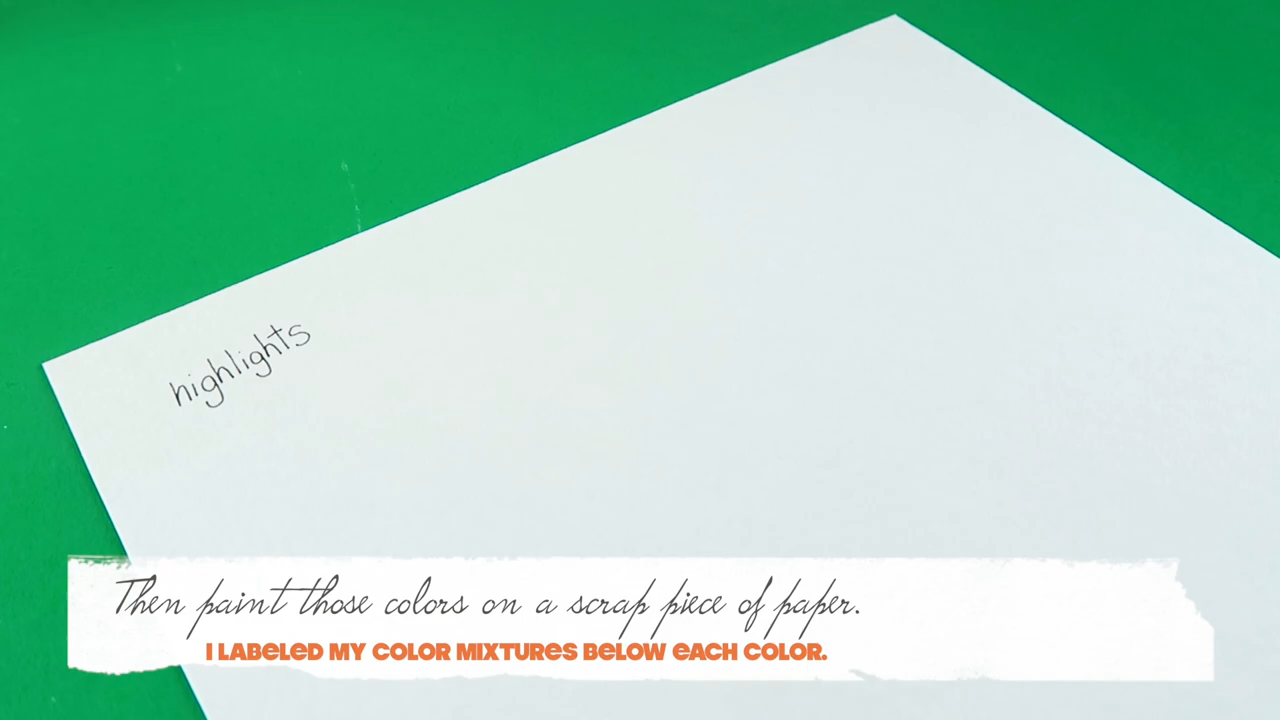 highlights
Then paint those colors on a scrap piece of paper.
I LABELED MY COLOR MIXTURES BELOW EACH COLOR.